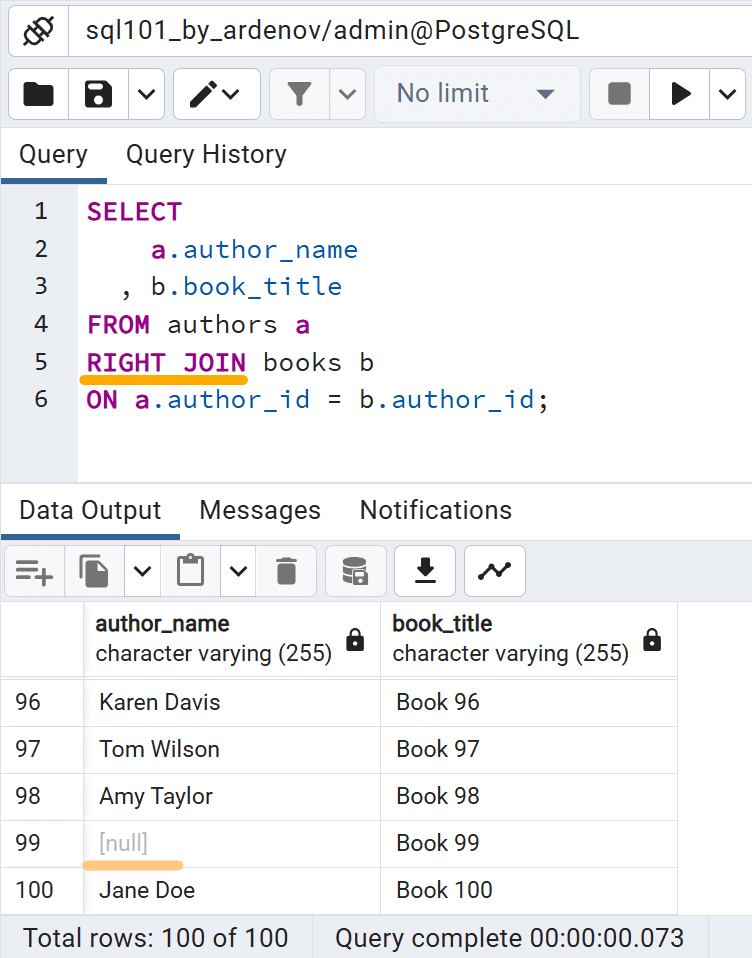 sql101_by_ardenov/admin@PostgreSQL
No limit
Query Query History
1 SELECT
2 a.author_name
3 , b.book_title
4 FROM authors a
5 RIGHT JOIN books b
6 ON a.author_id = b.author_id;
Data Output Messages Notifications
author_name book_title
character varying (255) character varying (255)
96 Karen Davis Book 96
97 Tom Wilson Book 97
98 Amy Taylor Book 98
99 [null] Book 99
100 Jane Doe Book 100
Total rows: 100 of 100 Query complete 00:00:00.073